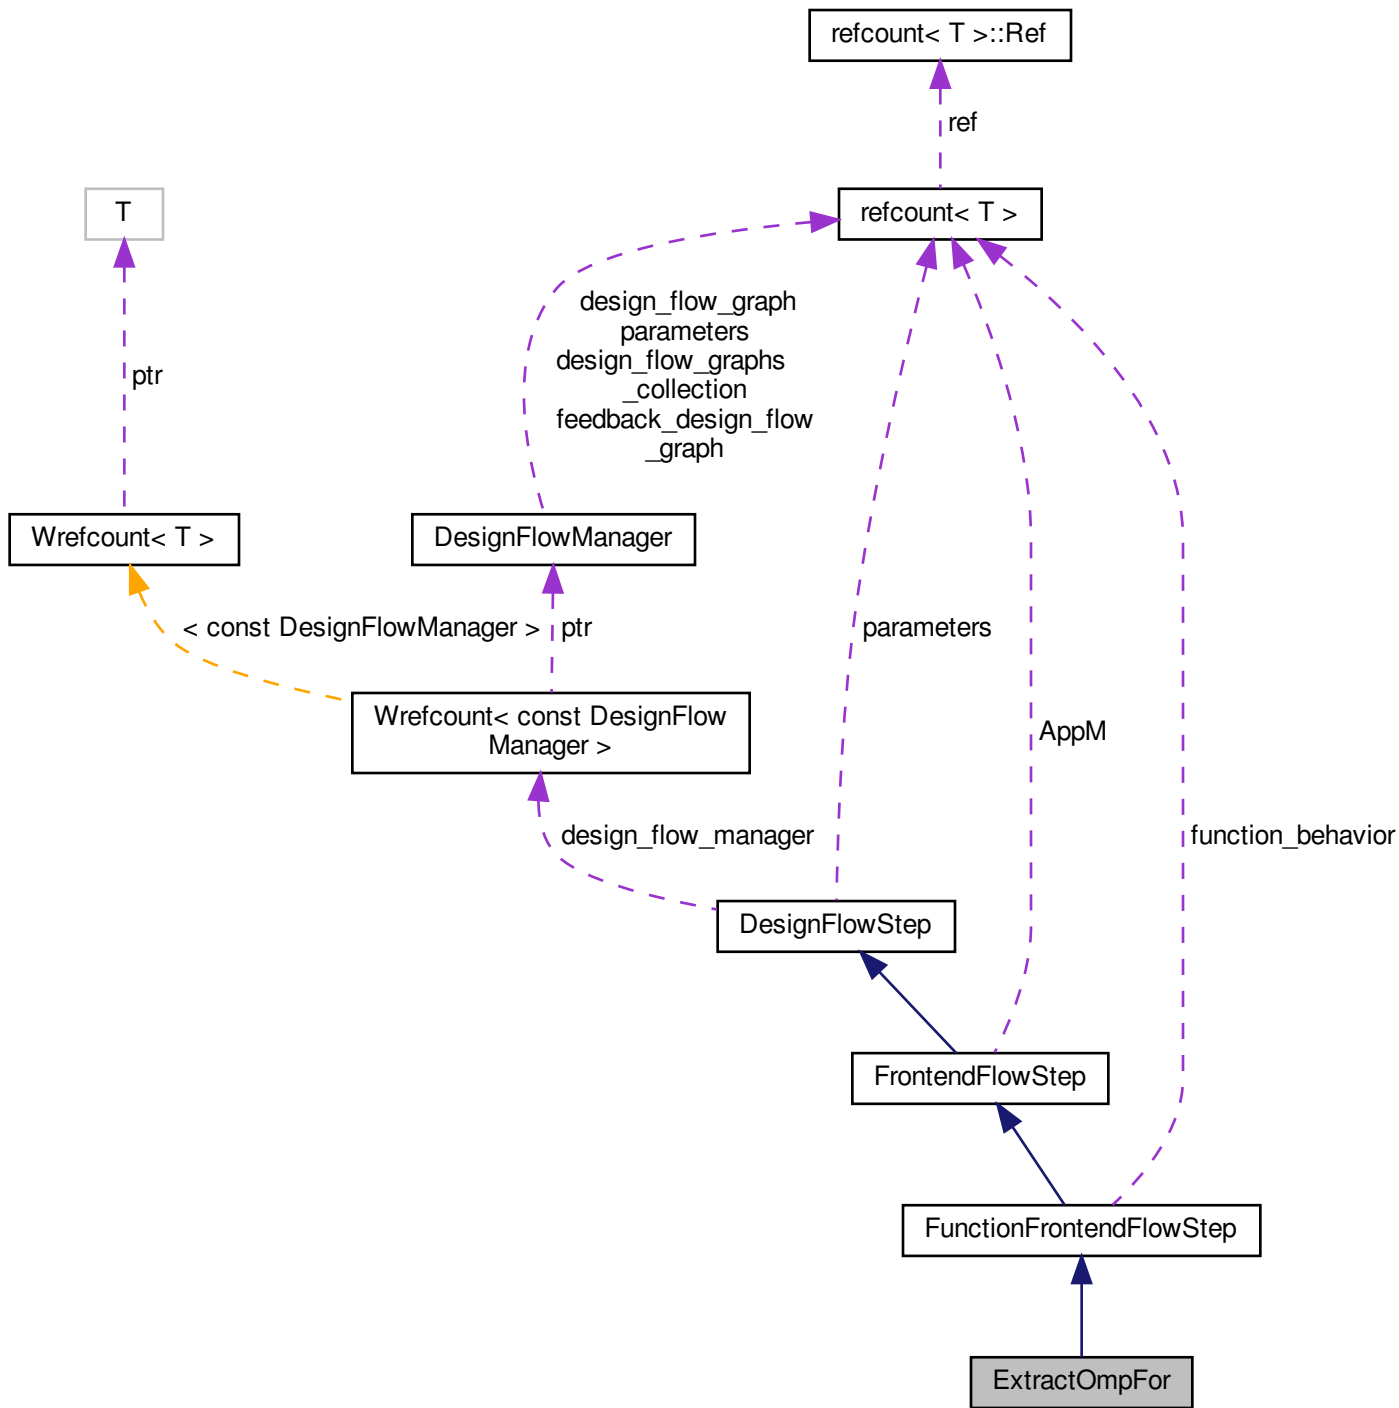 refcount< T >::Ref
ref
T
refcount< T >
design_flow_graph
parameters
design_flow_graphs
_collection
feedback_design_flow
_graph
ptr
Wrefcount< T >
DesignFlowManager
< const DesignFlowManager >
ptr
parameters
Wrefcount< const DesignFlow
Manager >
AppM
design_flow_manager
function_behavior
DesignFlowStep
FrontendFlowStep
FunctionFrontendFlowStep
ExtractOmpFor